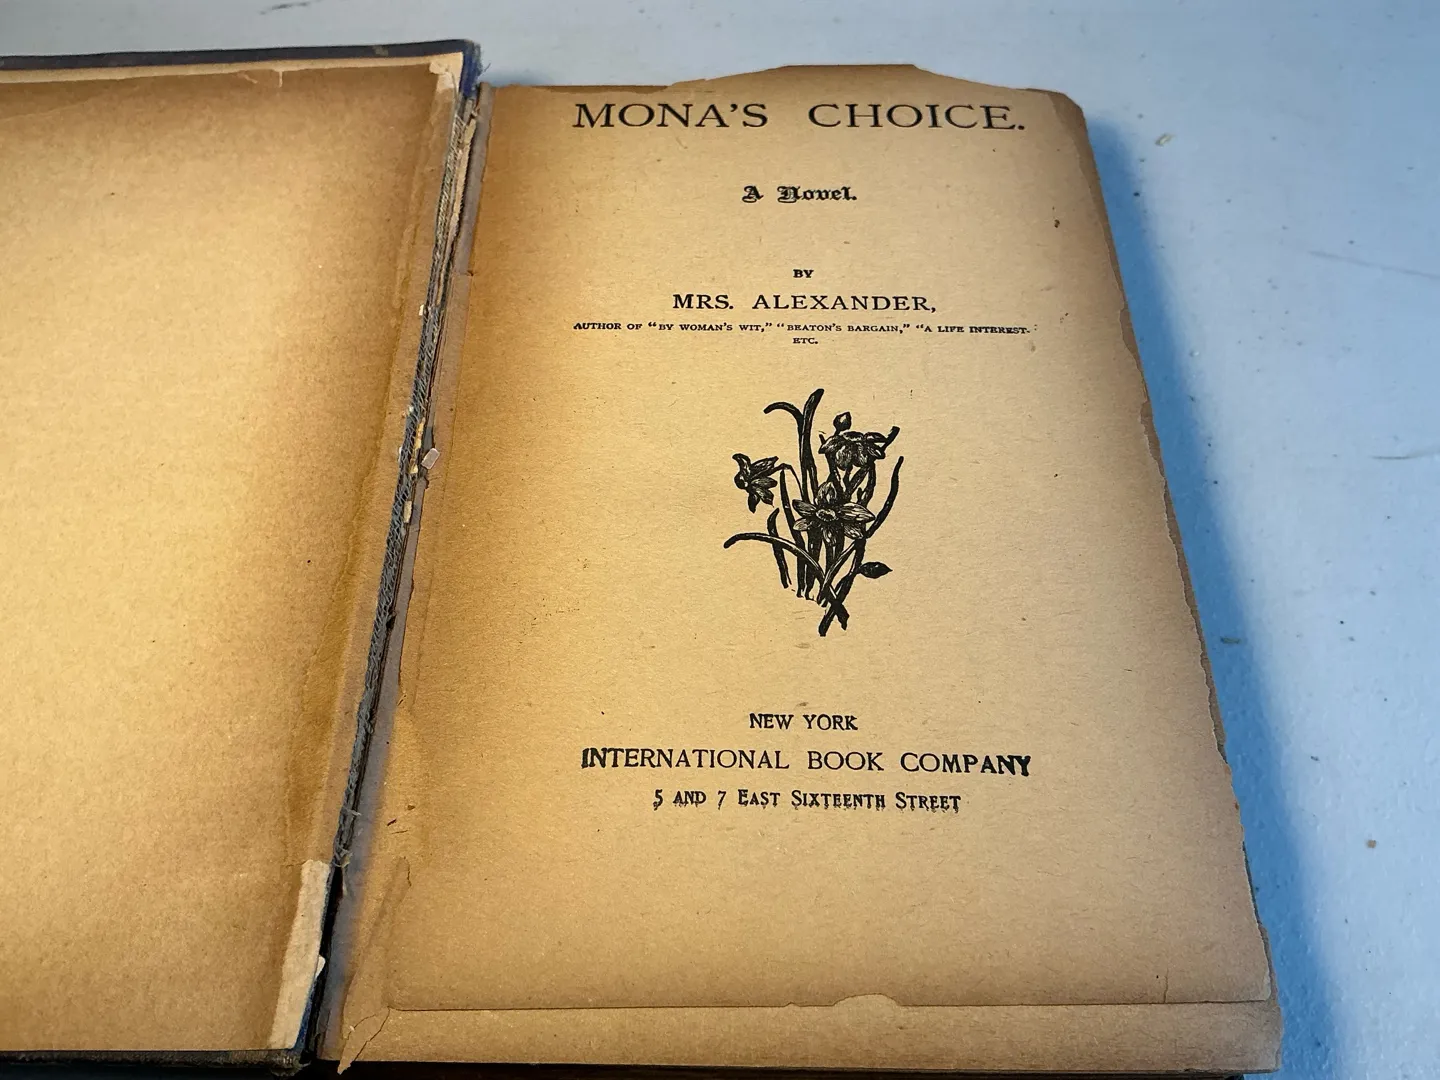 MONA'S CHOICE.
A Novel.
BY
MRS. ALEXANDER,
AUTHOR OF "BY WOMAN'S WIT," "BEATON'S BARGAIN," "A LIFE INTEREST-
ETC.
NEW YORK
INTERNATIONAL BOOK COMPANY
5 AND 7 EAST SIXTEENTH STREET